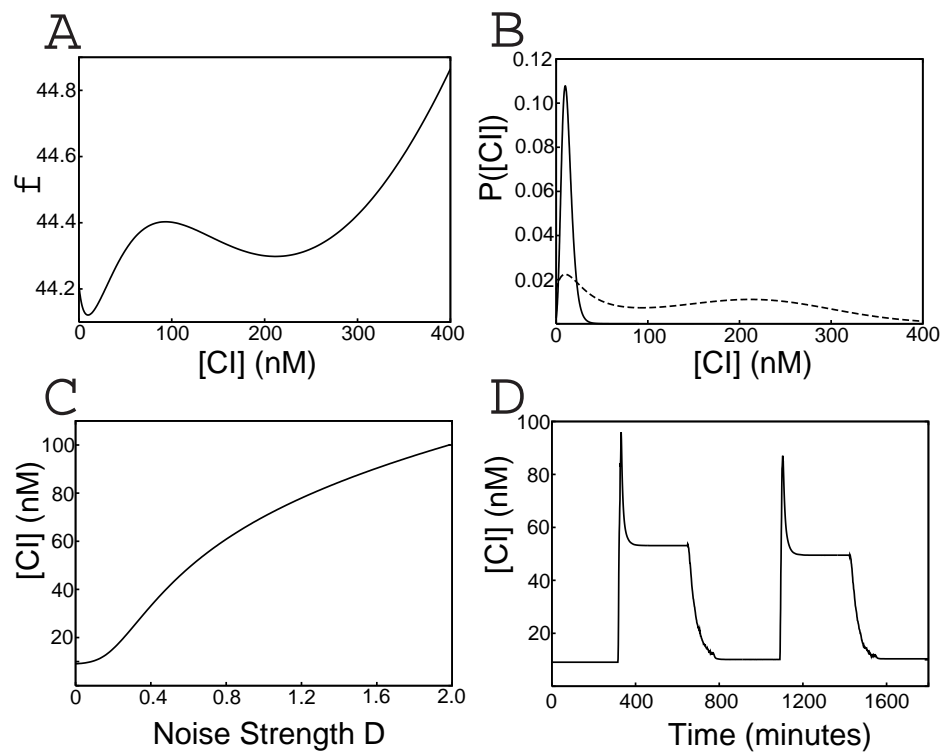 A
44.8
44.6
44.4
44.2
£
0 100 200 300 400
[CI] (nM)
B
0.12
0.10
0.08
0.06
0.04
0.02
P([CI])
0 100 200 300 400
[CI] (nM)
C
100
80
60
40
20
[CI] (nM)
0 0.4 0.8 1.2 1.6 2.0
Noise Strength D
D
100
80
60
40
20
[CI] (nM)
0 400 800 1200 1600
Time (minutes)